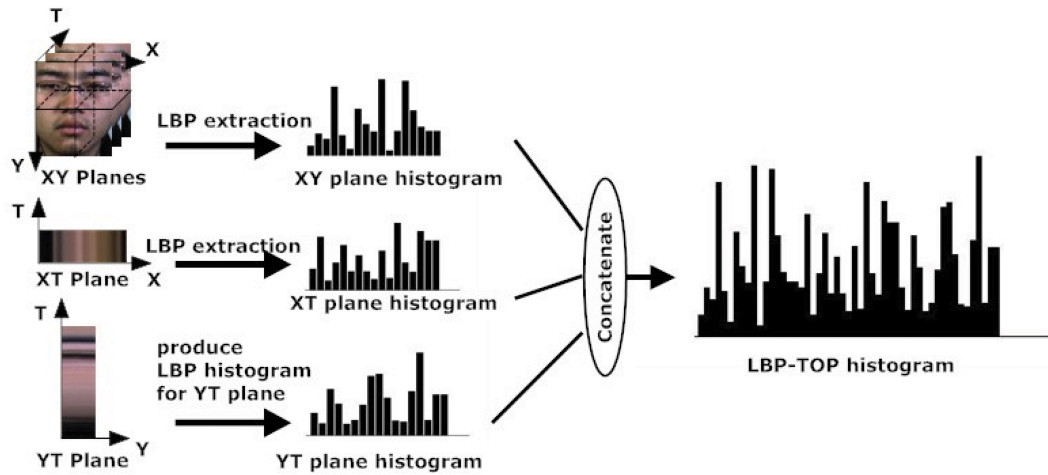 T
X
Y
XY Planes
LBP extraction
XY plane histogram
T
XT Plane
X
LBP extraction
XT plane histogram
T
YT Plane
Y
produce
LBP histogram
for YT plane
YT plane histogram
Concatenate
LBP-TOP histogram